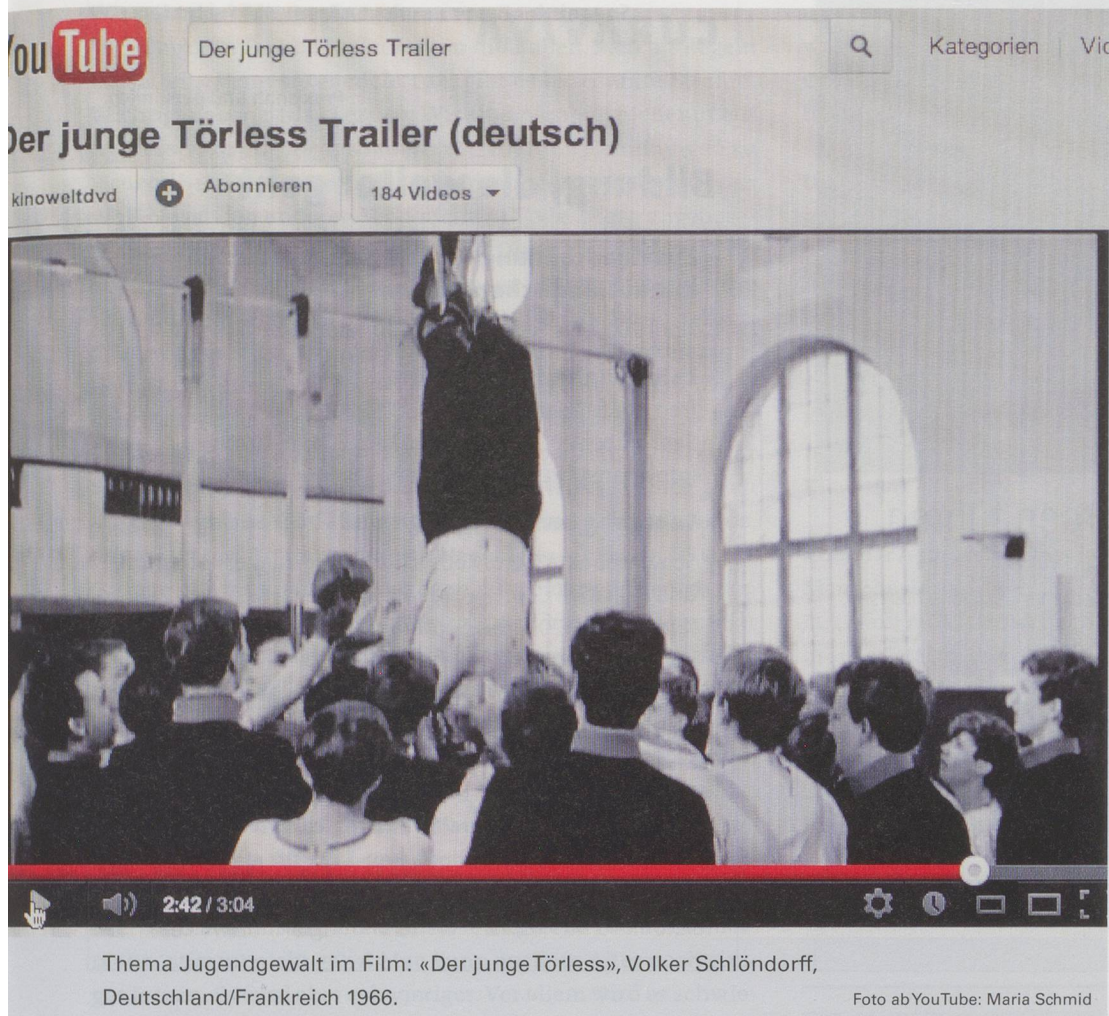 You Tube
Der junge Törless Trailer
Kategorien
Der junge Törless Trailer (deutsch)
kinoweltdvd
Abonnieren
184 Videos
2:42 / 3:04
Thema Jugendgewalt im Film: «Der junge Törless», Volker Schlöndorff,
Deutschland/Frankreich 1966.
Foto ab YouTube: Maria Schmid